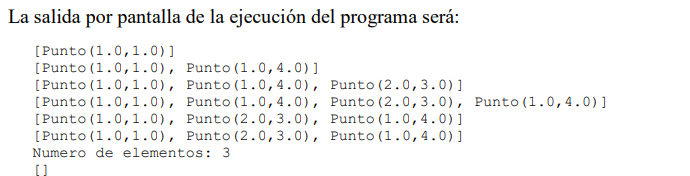 La salida por pantalla de la ejecución del programa será:
[Punto(1.0,1.0)]
[Punto(1.0,1.0), Punto(1.0,4.0)]
[Punto(1.0,1.0), Punto(1.0,4.0), Punto(2.0,3.0)]
[Punto(1.0,1.0), Punto(1.0,4.0), Punto(2.0,3.0), Punto(1.0,4.0)]
[Punto(1.0,1.0), Punto(2.0,3.0), Punto(1.0,4.0)]
[Punto(1.0,1.0), Punto(2.0,3.0), Punto(1.0,4.0)]
Numero de elementos: 3
[]